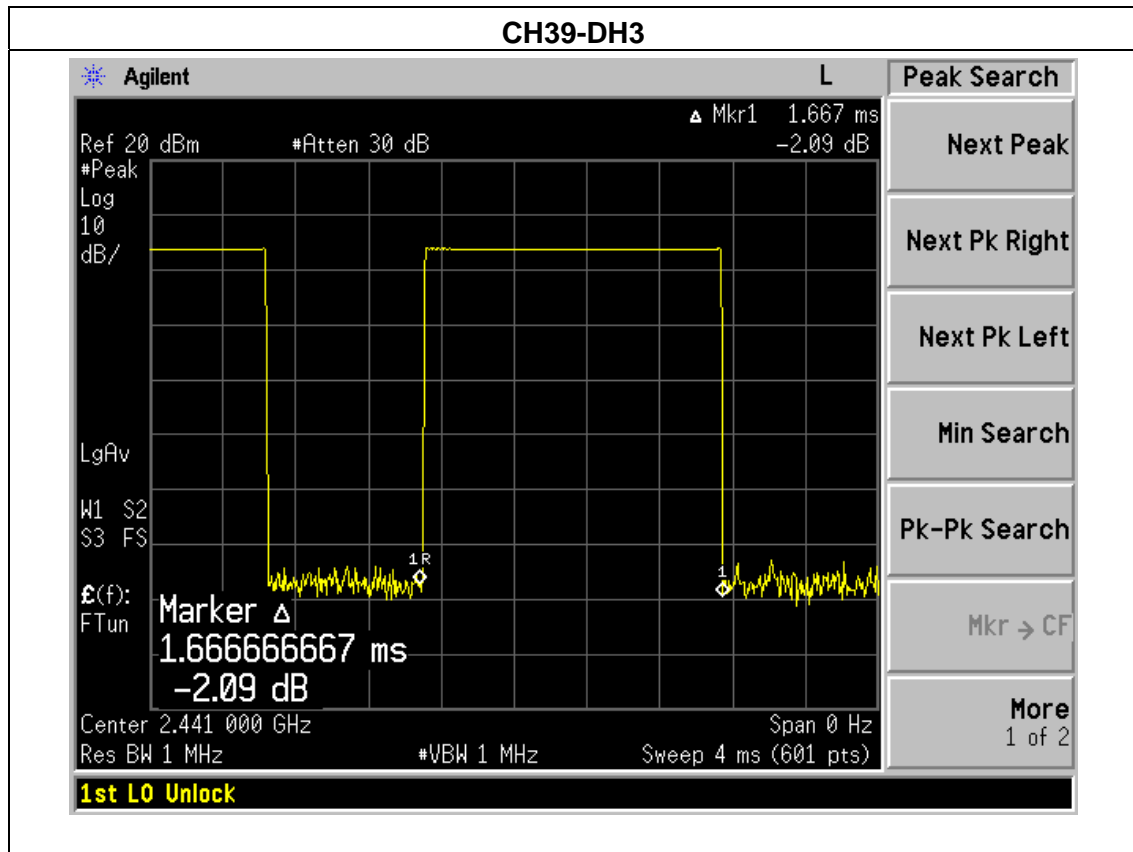 CH39-DH3
Agilent L Peak Search
Δ Mkr1 1.667 ms
Ref 20 dBm #Atten 30 dB -2.09 dB
#Peak
Log
10
dB/
LgAv
W1 S2
S3 FS
£(f):
FTun
1R
1
Marker Δ
1.666666667 ms
-2.09 dB
Center 2.441 000 GHz Span 0 Hz
Res BW 1 MHz #VBW 1 MHz Sweep 4 ms (601 pts)
1st LO Unlock
Next Peak
Next Pk Right
Next Pk Left
Min Search
Pk-Pk Search
Mkr → CF
More
1 of 2